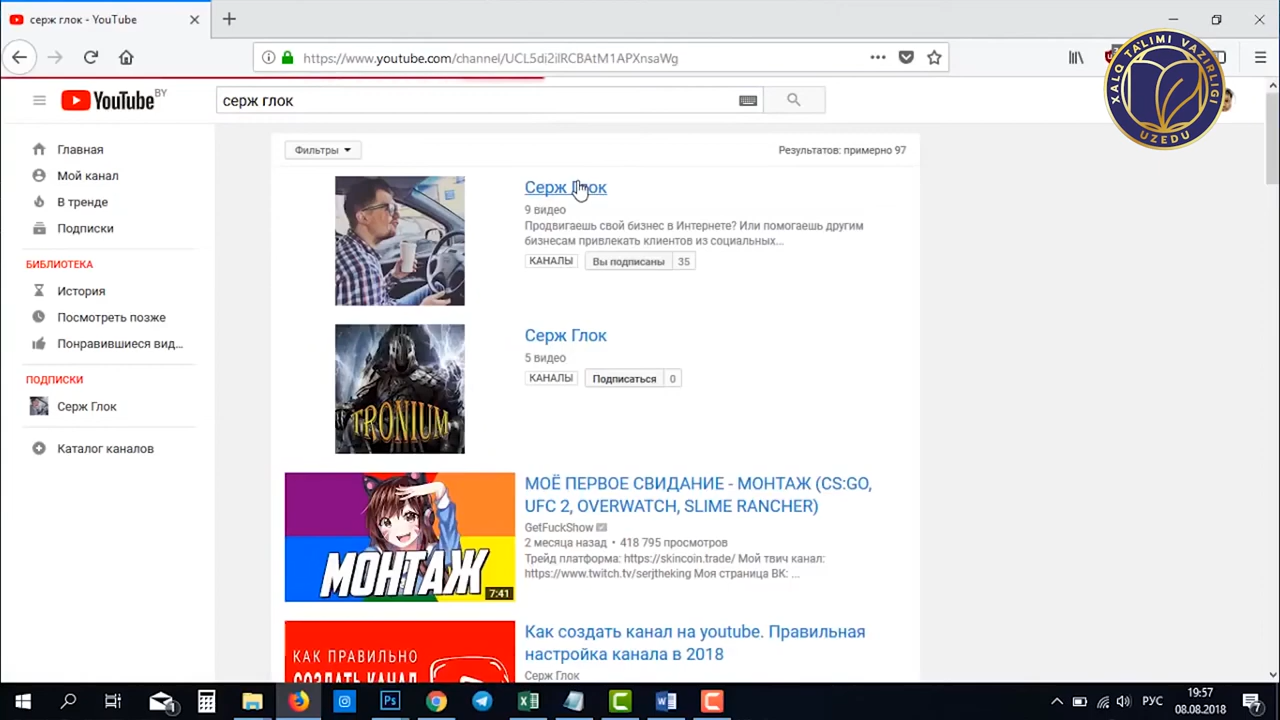 серж глок - YouTube
https://www.youtube.com/channel/UCL5di2iIRCBAtM1APXnsaWg
YouTube BY
серж глок
XALQ TALIMI VAZIRLIGI
UZEDU
Главная
Мой канал
В тренде
Подписки
БИБЛИОТЕКА
История
Посмотреть позже
Понравившиеся вид...
ПОДПИСКИ
Серж Глок
Каталог каналов
Фильтры
Результатов: примерно 97
Серж Глок
9 видео
Продвигаешь свой бизнес в Интернете? Или помогаешь другим
бизнесам привлекать клиентов из социальных...
КАНАЛЫ Вы подписаны 35
TRONIUM
Серж Глок
5 видео
КАНАЛЫ Подписаться 0
МОНТАЖ
7:41
МОЁ ПЕРВОЕ СВИДАНИЕ - МОНТАЖ (CS:GO,
UFC 2, OVERWATCH, SLIME RANCHER)
GetFuckShow
2 месяца назад • 418 795 просмотров
Трейд платформа: https://skincoin.trade/ Мой твич канал:
https://www.twitch.tv/serjtheking Моя страница ВК: ...
КАК ПРАВИЛЬНО
СОЗДАТЬ КАНАЛ
Как создать канал на youtube. Правильная
настройка канала в 2018
Серж Глок
РУС
19:57
08.08.2018